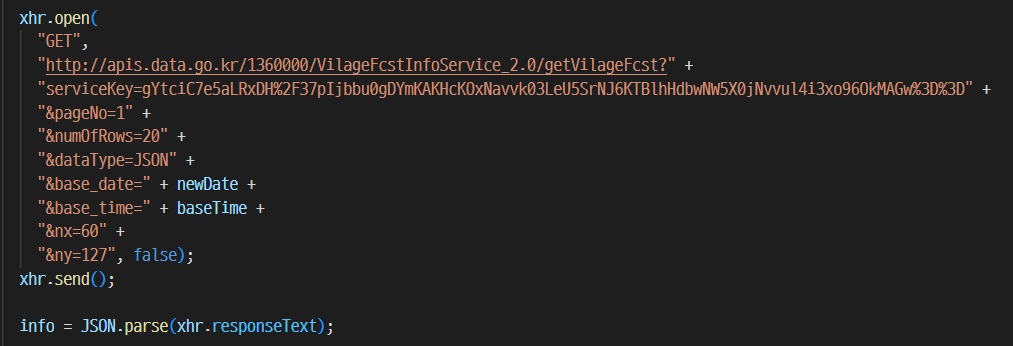 xhr.open(
"GET",
"http://apis.data.go.kr/1360000/VilageFcstInfoService_2.0/getVilageFcst?" +
"serviceKey=gYtciC7e5aLRxDH%2F37pIjbbu0gDYmKAKHcKOxNavvk03LeU5SrNJ6KTBlhHdbwNW5X0jNvvul4i3xo96OkMAGw%3D%3D" +
"&pageNo=1" +
"&numOfRows=20" +
"&dataType=JSON" +
"&base_date=" + newDate +
"&base_time=" + baseTime +
"&nx=60" +
"&ny=127", false);
xhr.send();
info = JSON.parse(xhr.responseText);